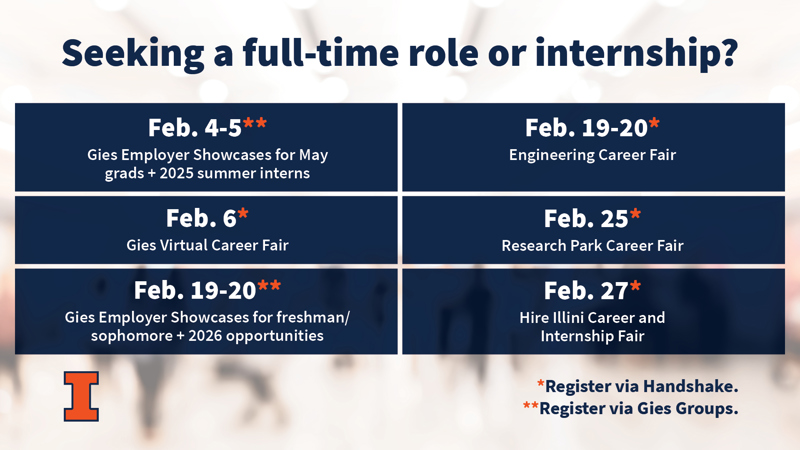 Seeking a full-time role or internship?
Feb. 4-5**
Gies Employer Showcases for May
grads + 2025 summer interns
Feb. 19-20*
Engineering Career Fair
Feb. 6*
Gies Virtual Career Fair
Feb. 25*
Research Park Career Fair
Feb. 19-20**
Gies Employer Showcases for freshman/
sophomore + 2026 opportunities
Feb. 27*
Hire Illini Career and
Internship Fair
*Register via Handshake.
**Register via Gies Groups.